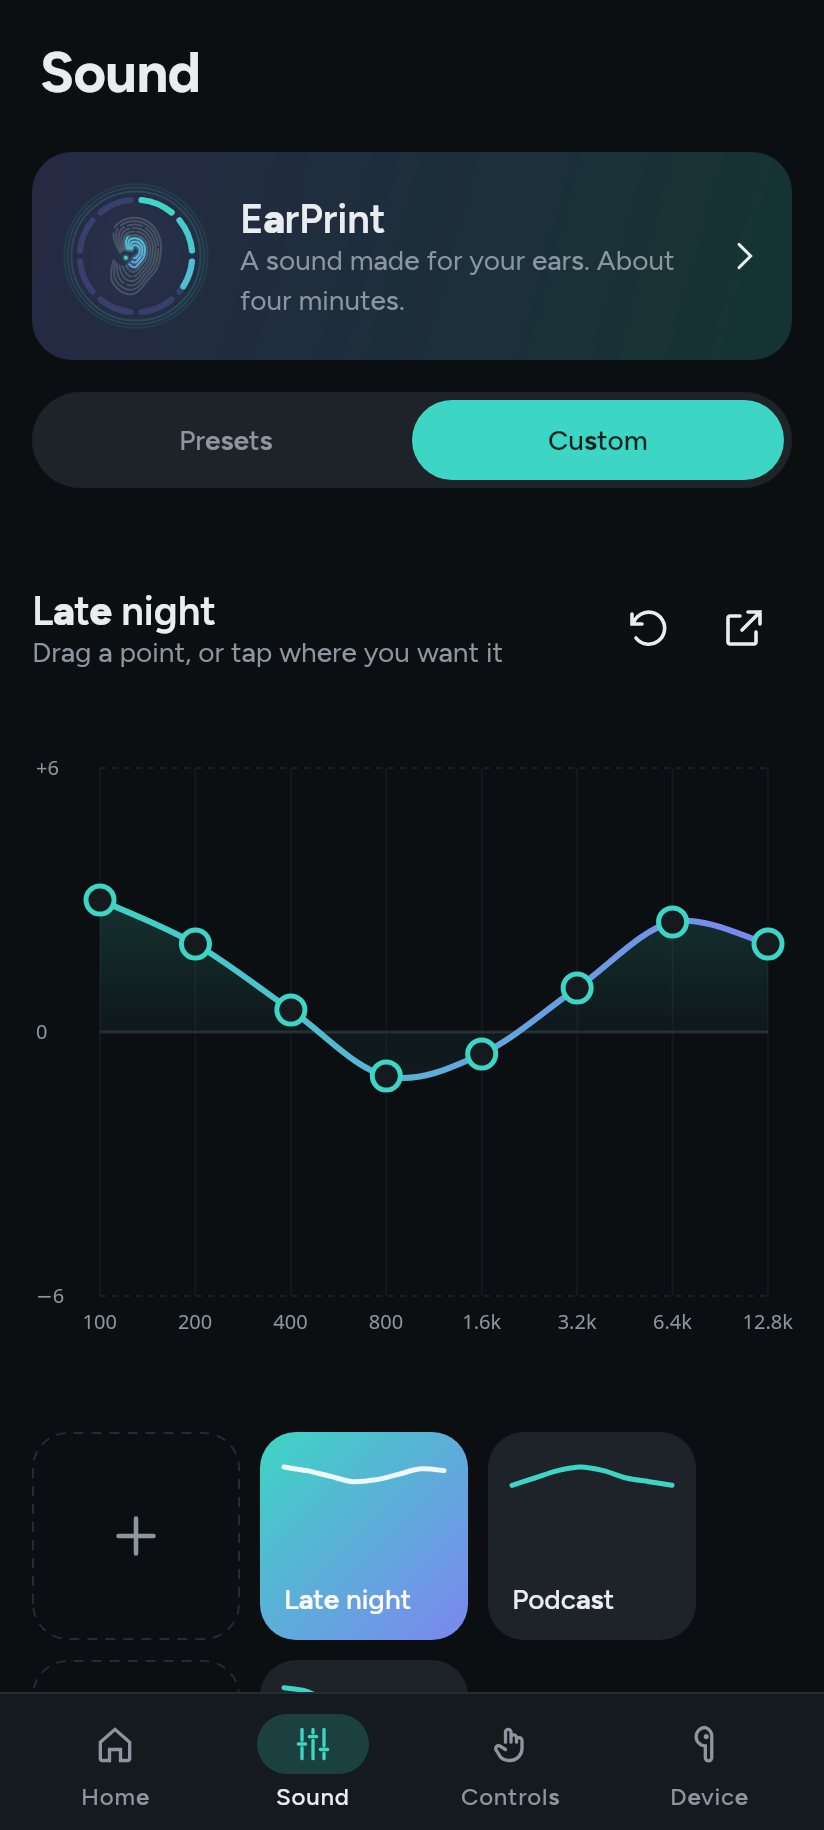 Sound
EarPrint
A sound made for your ears. About
four minutes.
Presets
Custom
Late night
Drag a point, or tap where you want it
+6
0
−6
100 200 400 800 1.6k 3.2k 6.4k 12.8k
Late night
Podcast
Home
Sound
Controls
Device